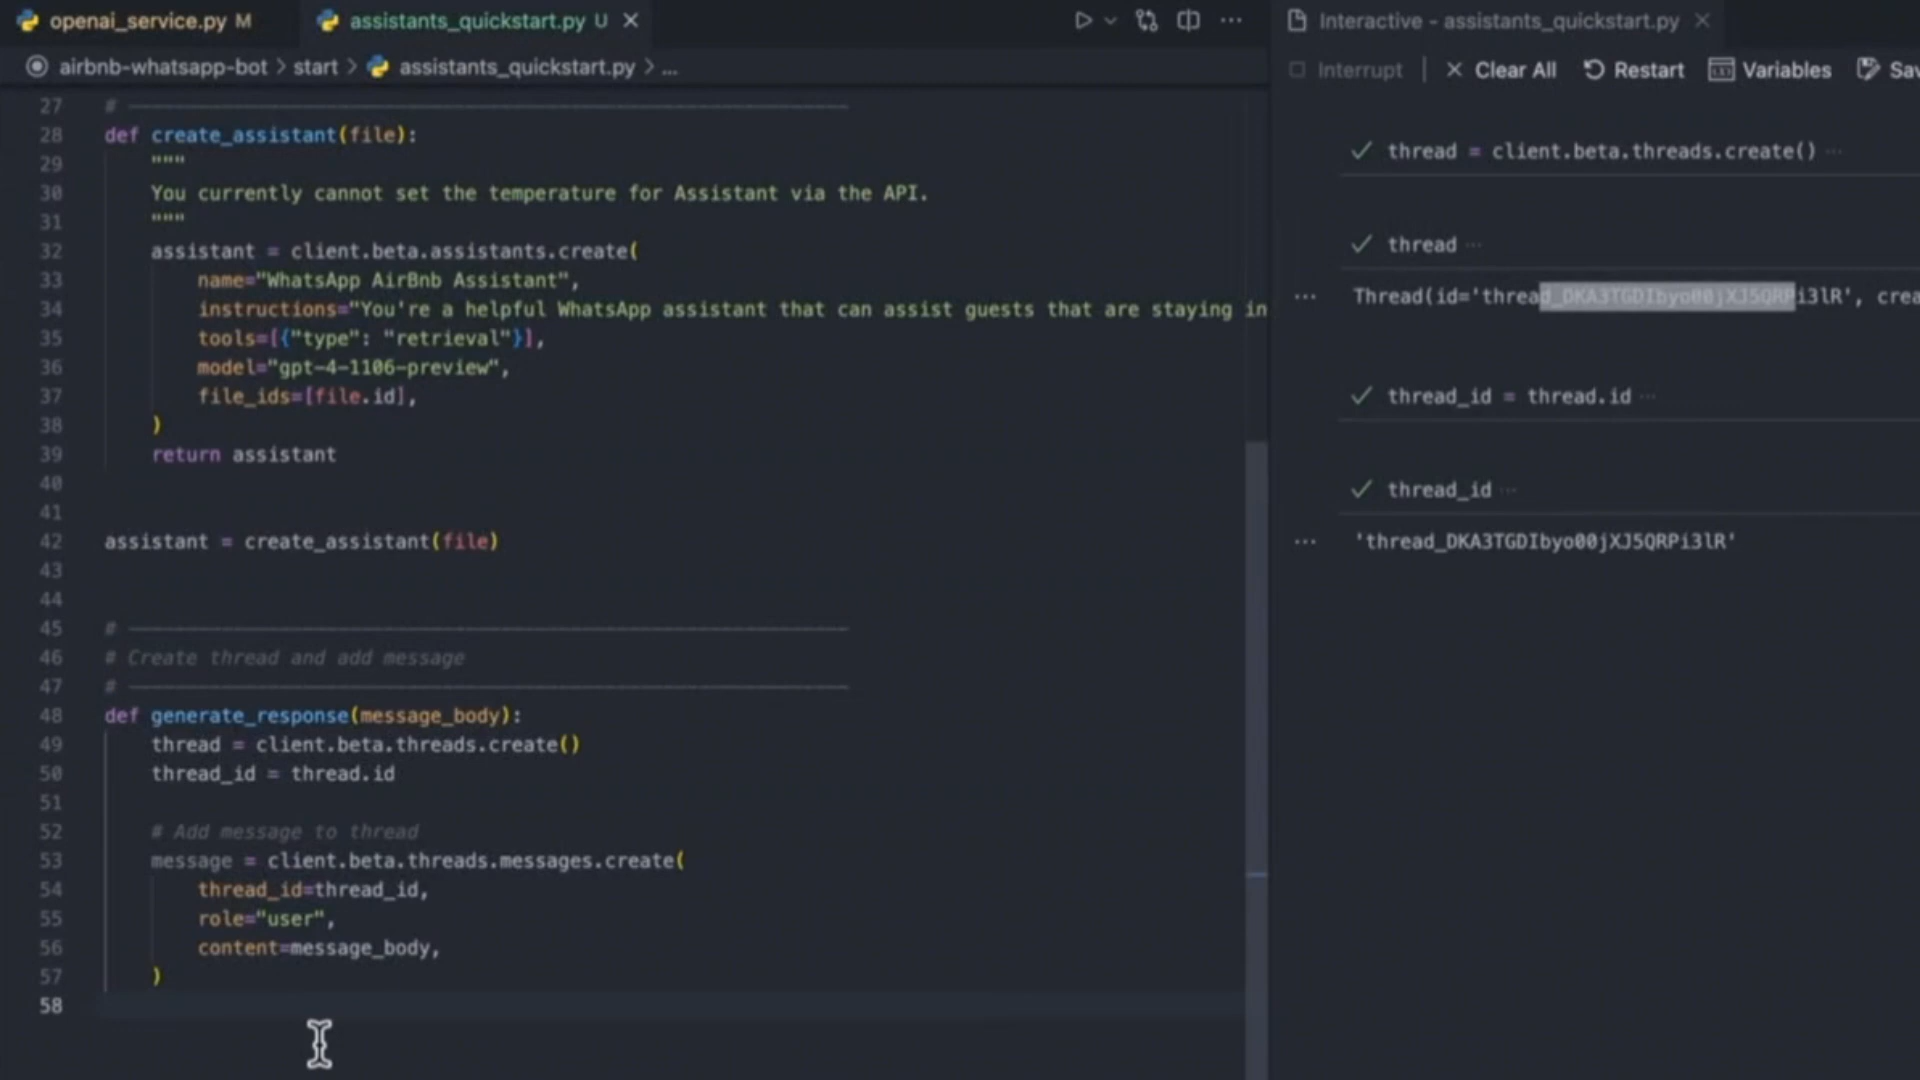 openai_service.py M
assistants_quickstart.py U
Interactive - assistants_quickstart.py
airbnb-whatsapp-bot > start > assistants_quickstart.py > ...
Interrupt | Clear All Restart Variables Sav
27 #
28 def create_assistant(file):
29 """
30 You currently cannot set the temperature for Assistant via the API.
31 """
32 assistant = client.beta.assistants.create(
33 name="WhatsApp AirBnb Assistant",
34 instructions="You're a helpful WhatsApp assistant that can assist guests that are staying in
35 tools=[{"type": "retrieval"}],
36 model="gpt-4-1106-preview",
37 file_ids=[file.id],
38 )
39 return assistant
40
41
42 assistant = create_assistant(file)
43
44
45 #
46 # Create thread and add message
47 #
48 def generate_response(message_body):
49 thread = client.beta.threads.create()
50 thread_id = thread.id
51
52 # Add message to thread
53 message = client.beta.threads.messages.create(
54 thread_id=thread_id,
55 role="user",
56 content=message_body,
57 )
58
thread = client.beta.threads.create() ...
thread ...
... Thread(id='thread_DKA3TGDIbyo00jXJ5QRPi3lR', crea
thread_id = thread.id ...
thread_id ...
... 'thread_DKA3TGDIbyo00jXJ5QRPi3lR'